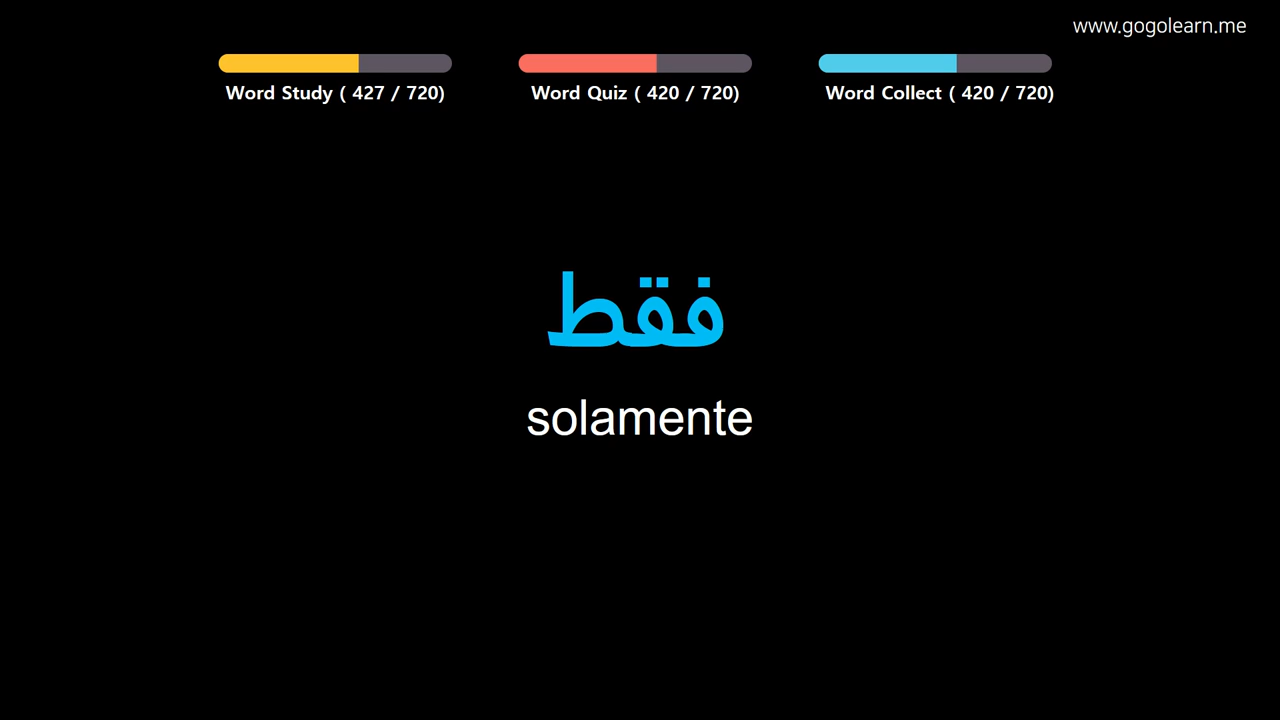 www.gogolearn.me
Word Study ( 427 / 720)
Word Quiz ( 420 / 720)
Word Collect ( 420 / 720)
فقط
solamente